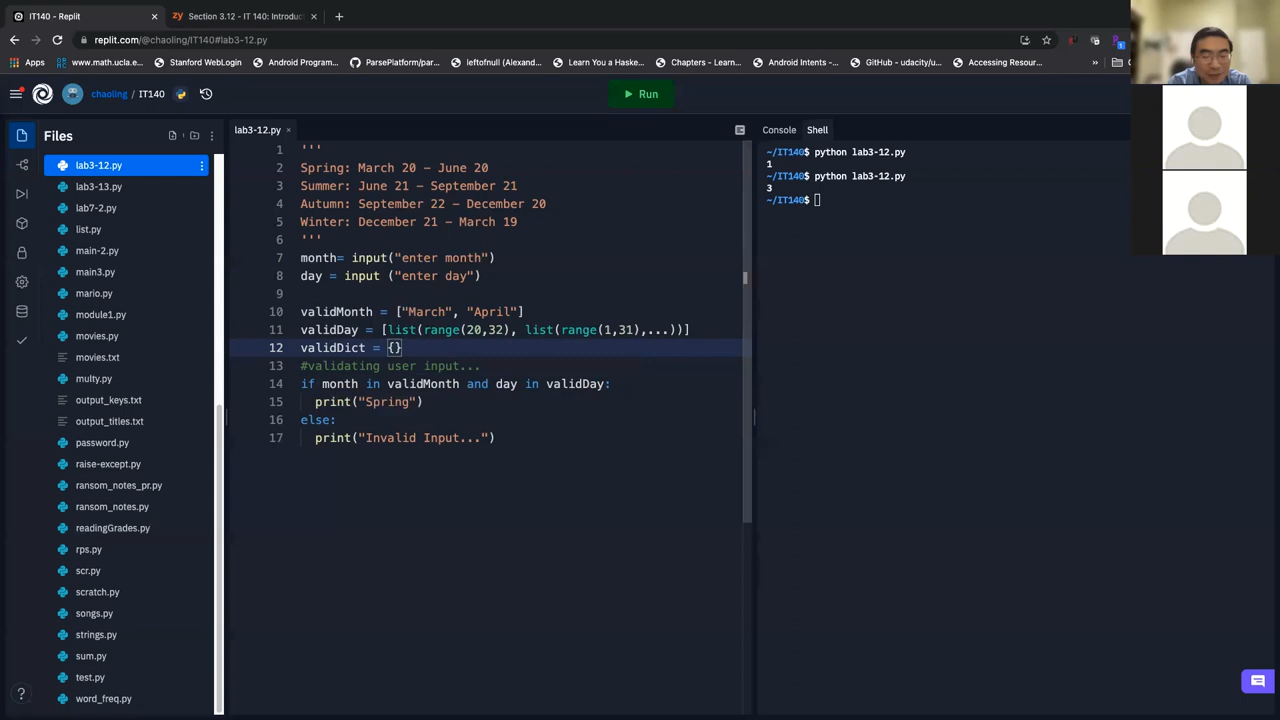 IT140 - Replit
Section 3.12 - IT 140: Introduc
replit.com/@chaoling/IT140#lab3-12.py
Apps
www.math.ucla.e...
Stanford WebLogin
Android Program...
ParsePlatform/par...
leftofnull (Alexand...
Learn You a Haske...
Chapters - Learn...
Android Intents -...
GitHub - udacity/u...
Accessing Resour...
»
chaoling / IT140
Run
Files
lab3-12.py
lab3-13.py
lab7-2.py
list.py
main-2.py
main3.py
mario.py
module1.py
movies.py
movies.txt
multy.py
output_keys.txt
output_titles.txt
password.py
raise-except.py
ransom_notes_pr.py
ransom_notes.py
readingGrades.py
rps.py
scr.py
scratch.py
songs.py
strings.py
sum.py
test.py
word_freq.py
lab3-12.py
1 '''
2 Spring: March 20 - June 20
3 Summer: June 21 - September 21
4 Autumn: September 22 - December 20
5 Winter: December 21 - March 19
6 '''
7 month= input("enter month")
8 day = input ("enter day")
9
10 validMonth = ["March", "April"]
11 validDay = [list(range(20,32), list(range(1,31),...))]
12 validDict = {}
13 #validating user input...
14 if month in validMonth and day in validDay:
15 print("Spring")
16 else:
17 print("Invalid Input...")
Console Shell
~/IT140$ python lab3-12.py
1
~/IT140$ python lab3-12.py
3
~/IT140$